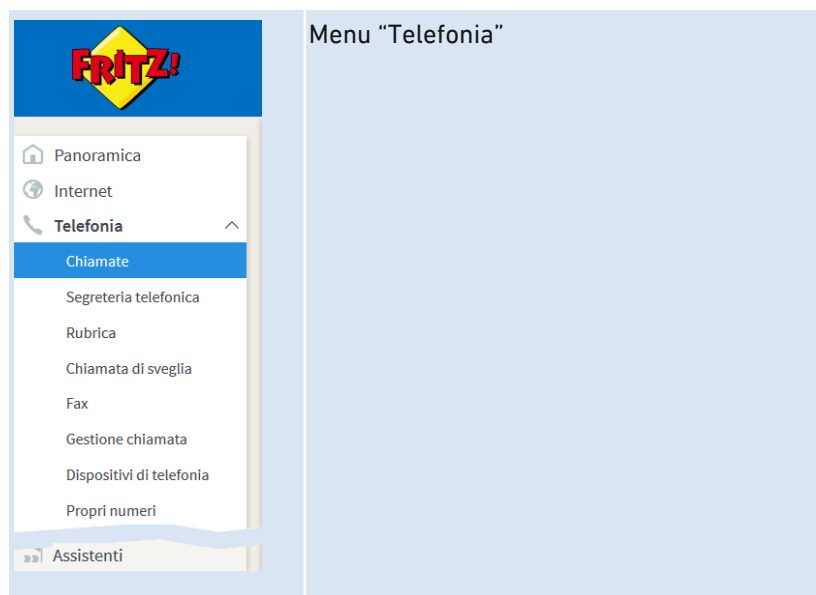 Menu “Telefonia”
FRITZ!
Panoramica
Internet
Telefonia
Chiamate
Segreteria telefonica
Rubrica
Chiamata di sveglia
Fax
Gestione chiamata
Dispositivi di telefonia
Propri numeri
Assistenti